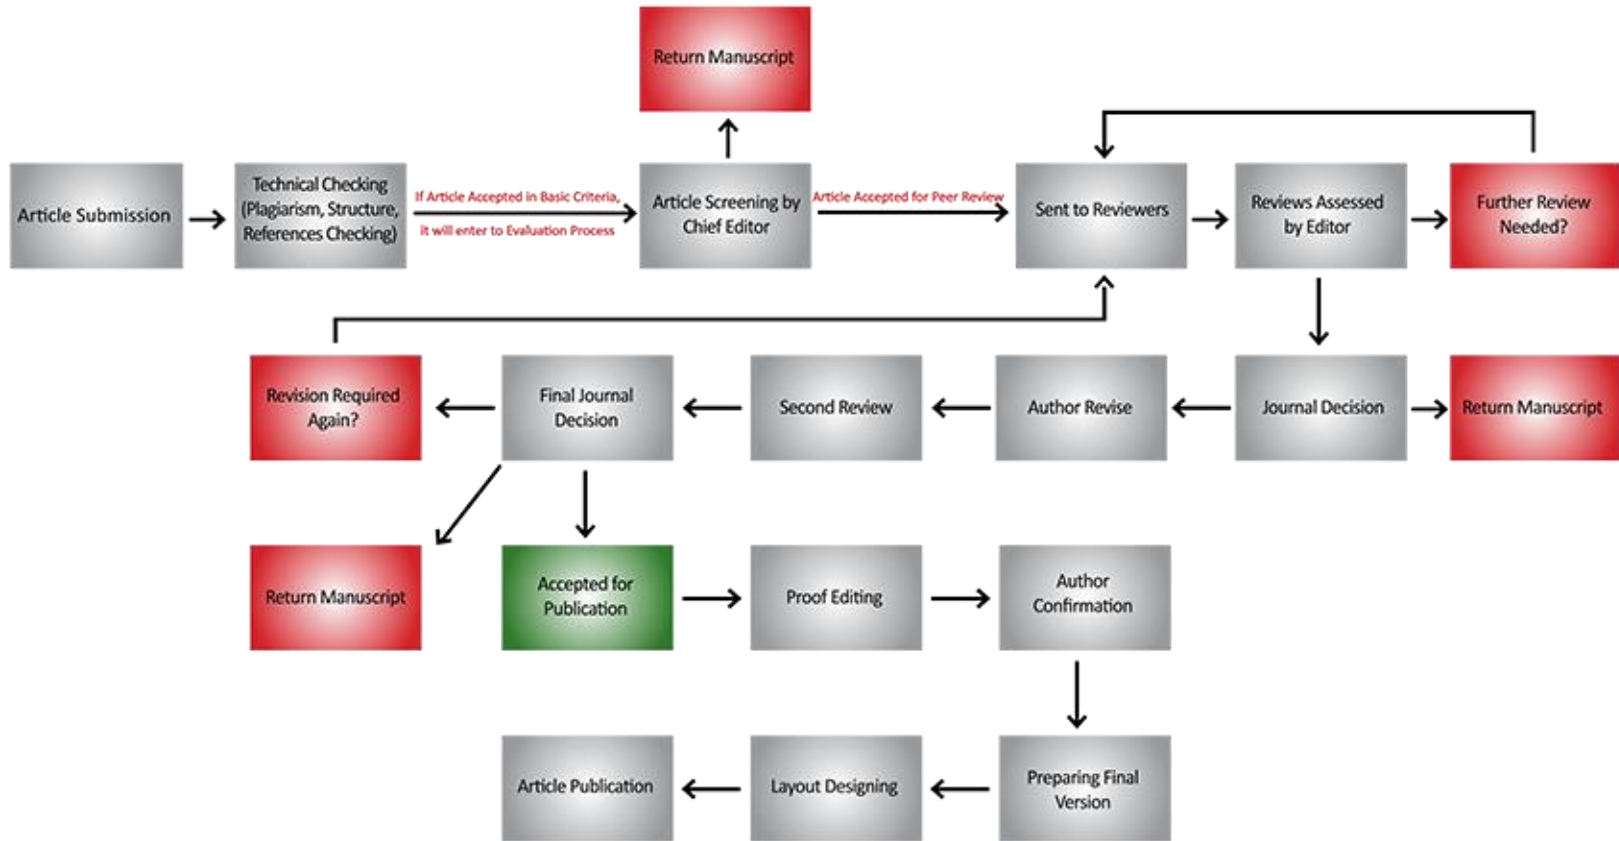 Return Manuscript
Article Submission
Technical Checking
(Plagiarism, Structure,
References Checking)
If Article Accepted in Basic Criteria,
it will enter to Evaluation Process
Article Screening by
Chief Editor
Article Accepted for Peer Review
Sent to Reviewers
Reviews Assessed
by Editor
Further Review
Needed?
Revision Required
Again?
Final Journal
Decision
Second Review
Author Revise
Journal Decision
Return Manuscript
Return Manuscript
Accepted for
Publication
Proof Editing
Author
Confirmation
Article Publication
Layout Designing
Preparing Final
Version